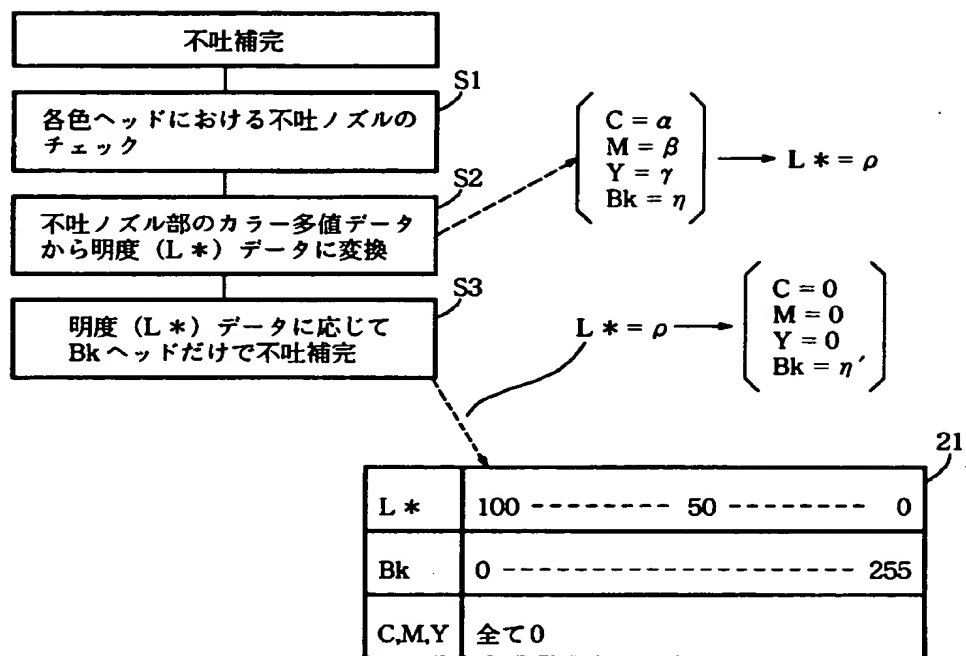 不吐補完
S1
各色ヘッドにおける不吐ノズルの
チェック
S2
不吐ノズル部のカラー多値データ
から明度（L＊）データに変換
S3
明度（L＊）データに応じて
Bkヘッドだけで不吐補完
C = α
M = β
Y = γ
Bk = η
L ＊ = ρ
L ＊ = ρ
C = 0
M = 0
Y = 0
Bk = η′
21
L ＊ 100 -------- 50 -------- 0
Bk 0 -------------------- 255
C,M,Y 全て0